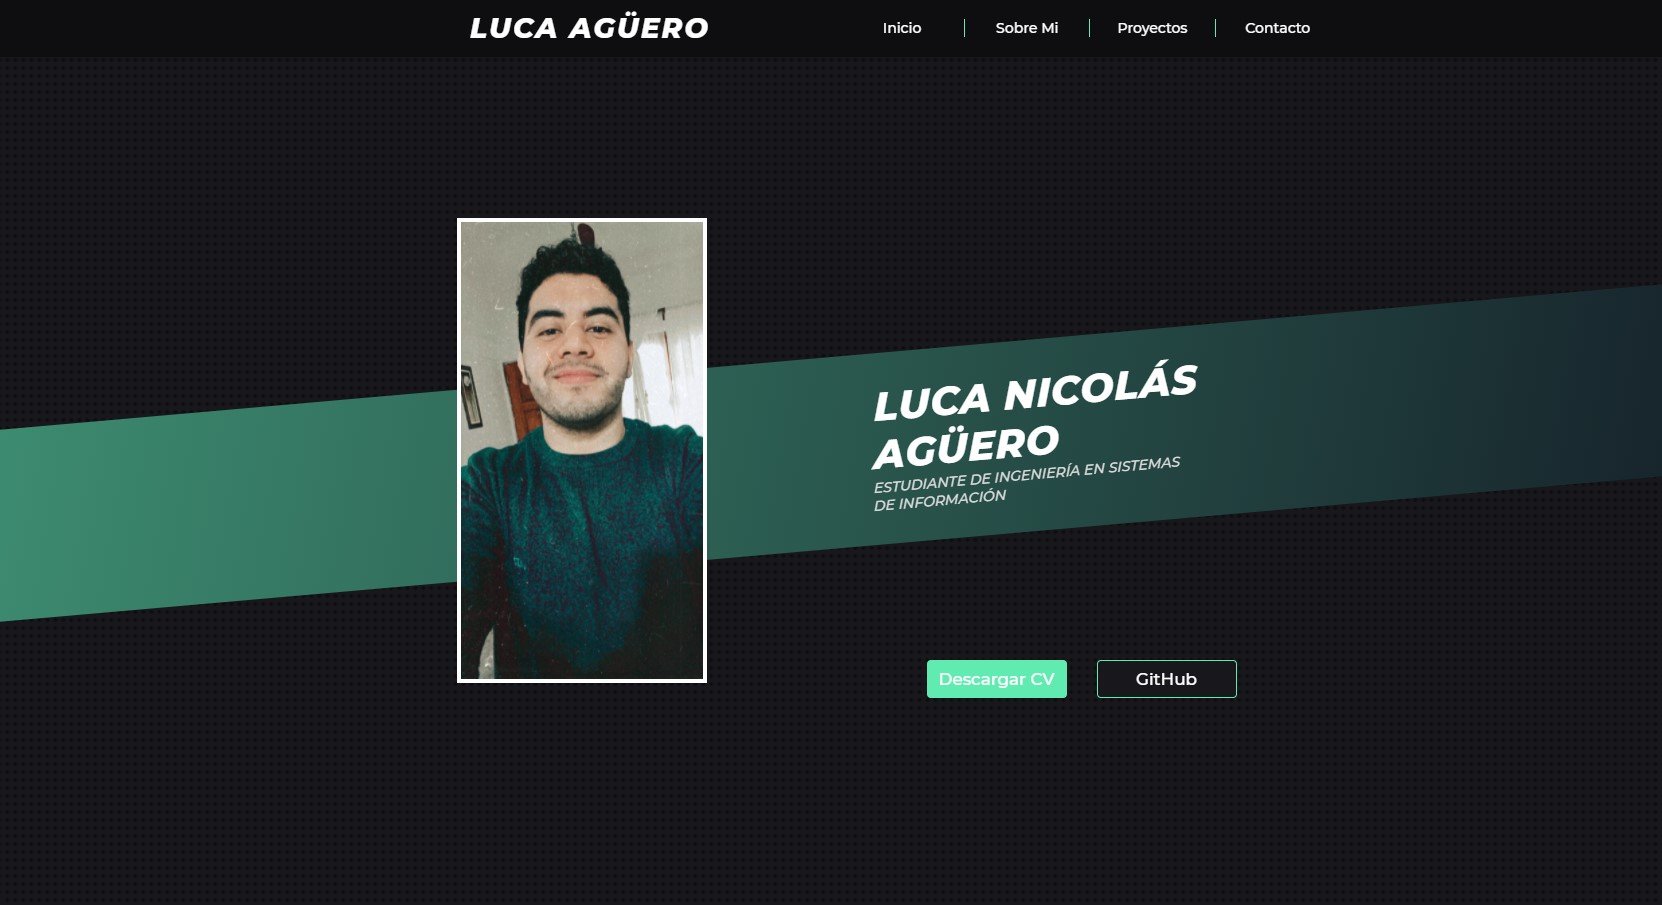 LUCA AGÜERO
Inicio
Sobre Mi
Proyectos
Contacto
LUCA NICOLÁS
AGÜERO
ESTUDIANTE DE INGENIERÍA EN SISTEMAS
DE INFORMACIÓN
Descargar CV
GitHub